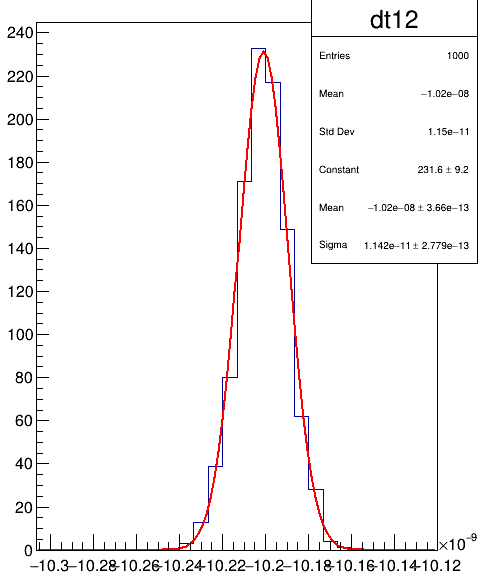 dt12
Entries 1000
Mean −1.02e−08
Std Dev 1.15e−11
Constant 231.6 ± 9.2
Mean −1.02e−08 ± 3.66e−13
Sigma 1.142e−11 ± 2.779e−13
240
220
200
180
160
140
120
100
80
60
40
20
0
−10.3 −10.28 −10.26 −10.24 −10.22 −10.2 −10.18 −10.16 −10.14 −10.12
×10−9